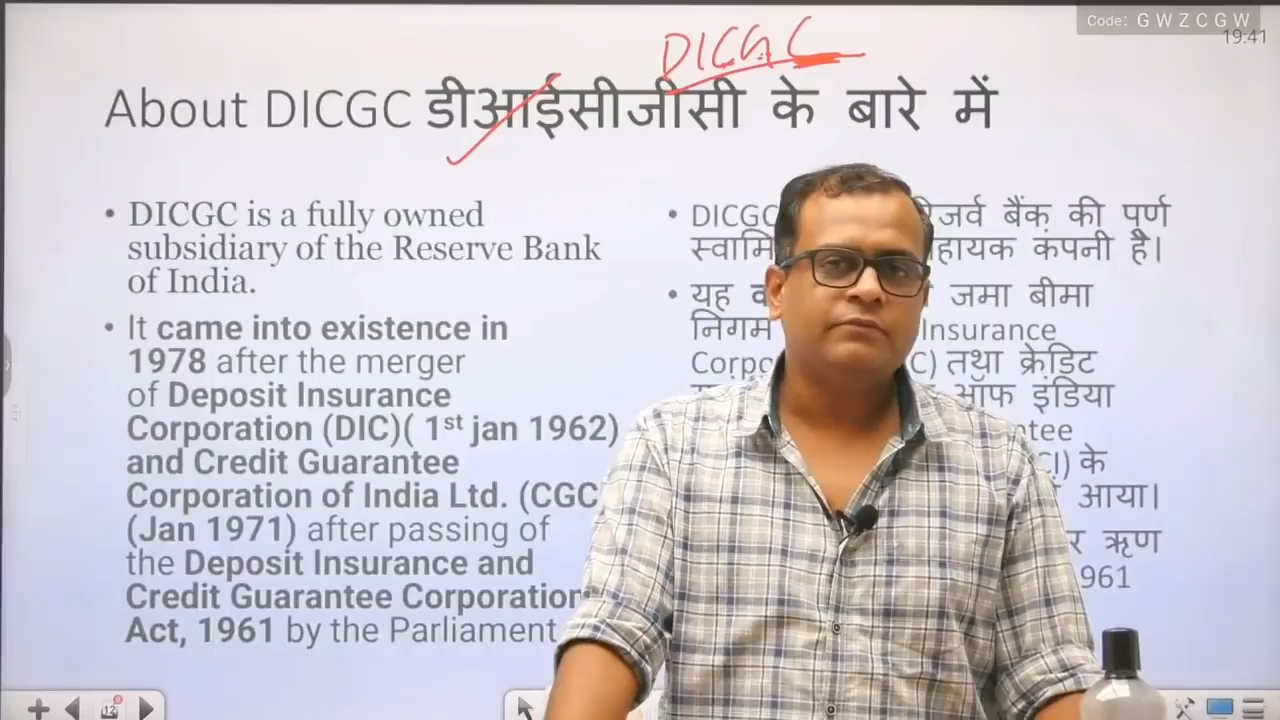 Code: G W Z C G W
19:41
DICGC
About DICGC डीआईसीजीसी के बारे में
• DICGC is a fully owned
subsidiary of the Reserve Bank
of India.
• It came into existence in
1978 after the merger
of Deposit Insurance
Corporation (DIC)( 1st jan 1962)
and Credit Guarantee
Corporation of India Ltd. (CGC
(Jan 1971) after passing of
the Deposit Insurance and
Credit Guarantee Corporation
Act, 1961 by the Parliament
• DICGC रिजर्व बैंक की पूर्ण
कंपनी है।
• यह जमा बीमा
निगम Insurance
तथा क्रेडिट
ऑफ इंडिया
के
आया।
ऋण
1961
12